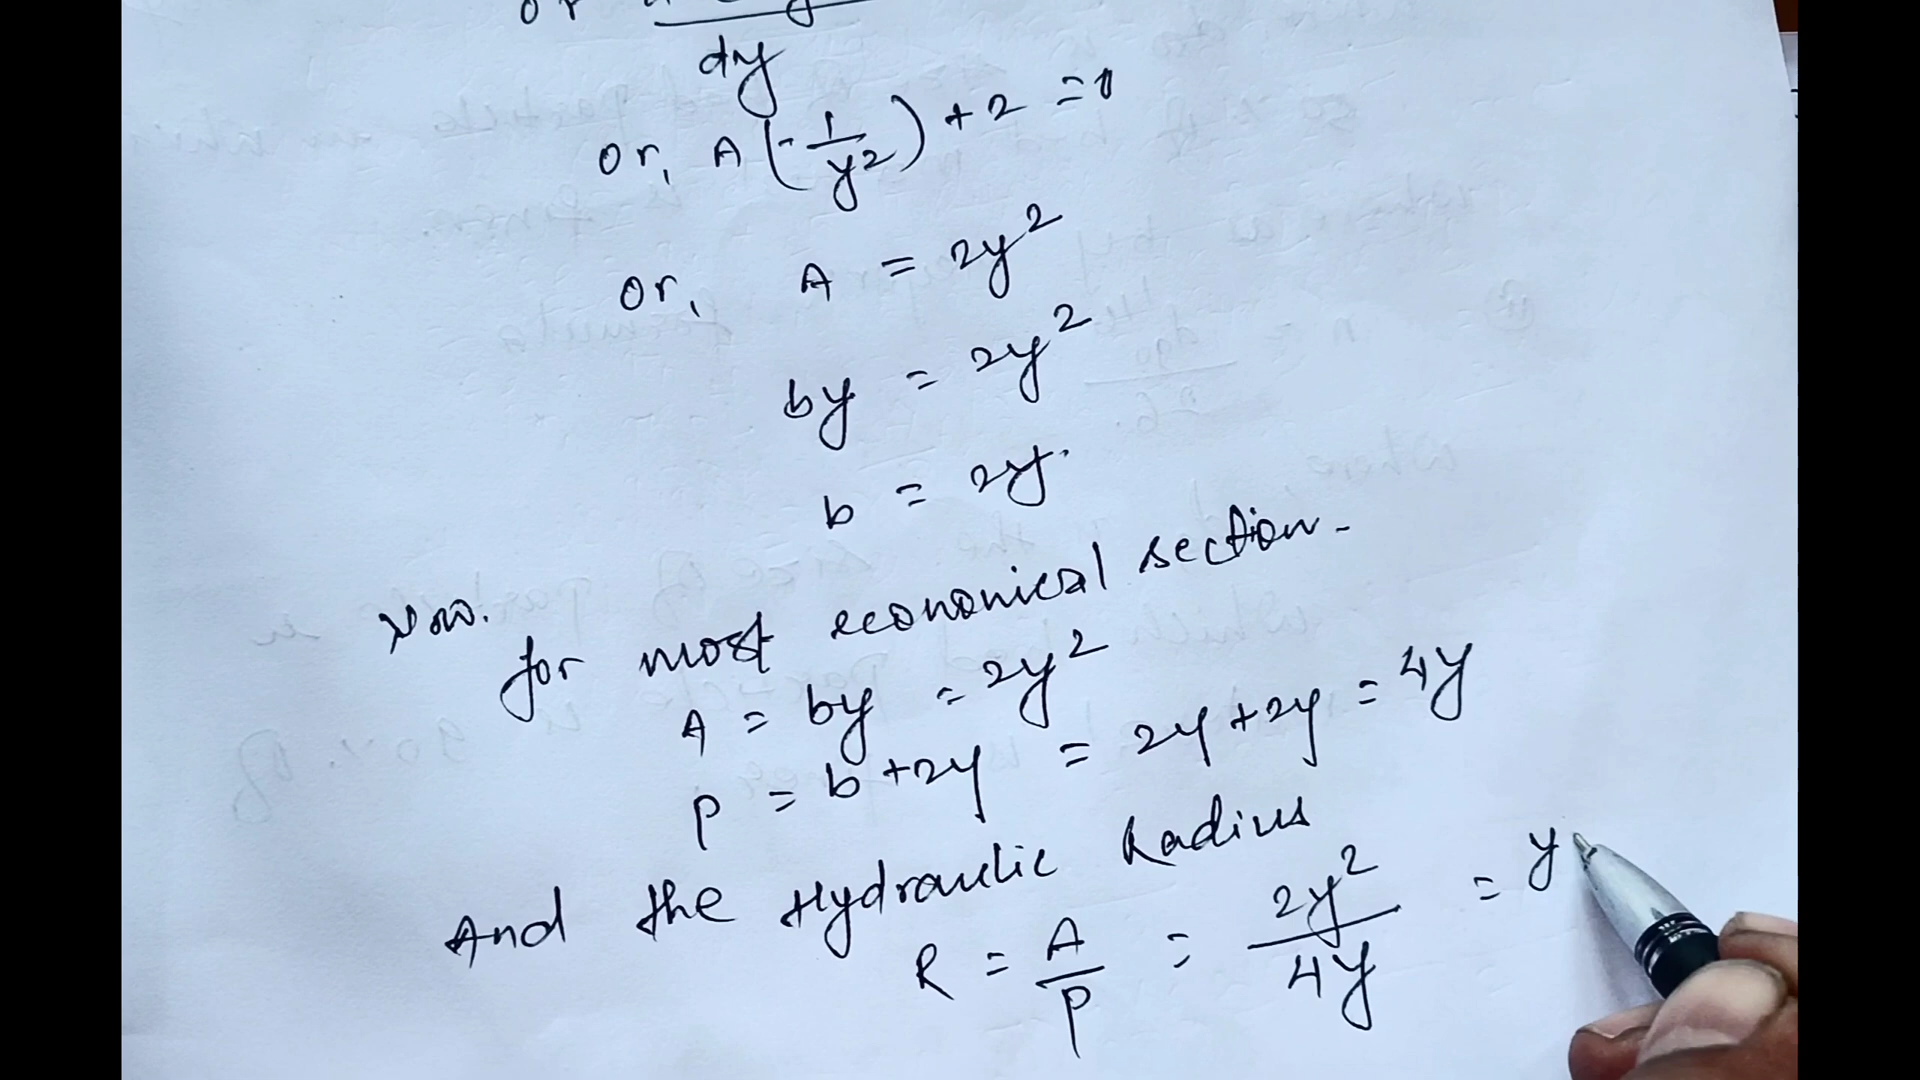 or
dy
or, A(-1/y²) + 2 = 0
or, A = 2y²
by = 2y²
b = 2y.
Now.
for most economical section-
A = by = 2y²
P = b + 2y = 2y + 2y = 4y
And the Hydraulic Radius
R = A/P = 2y²/4y = y